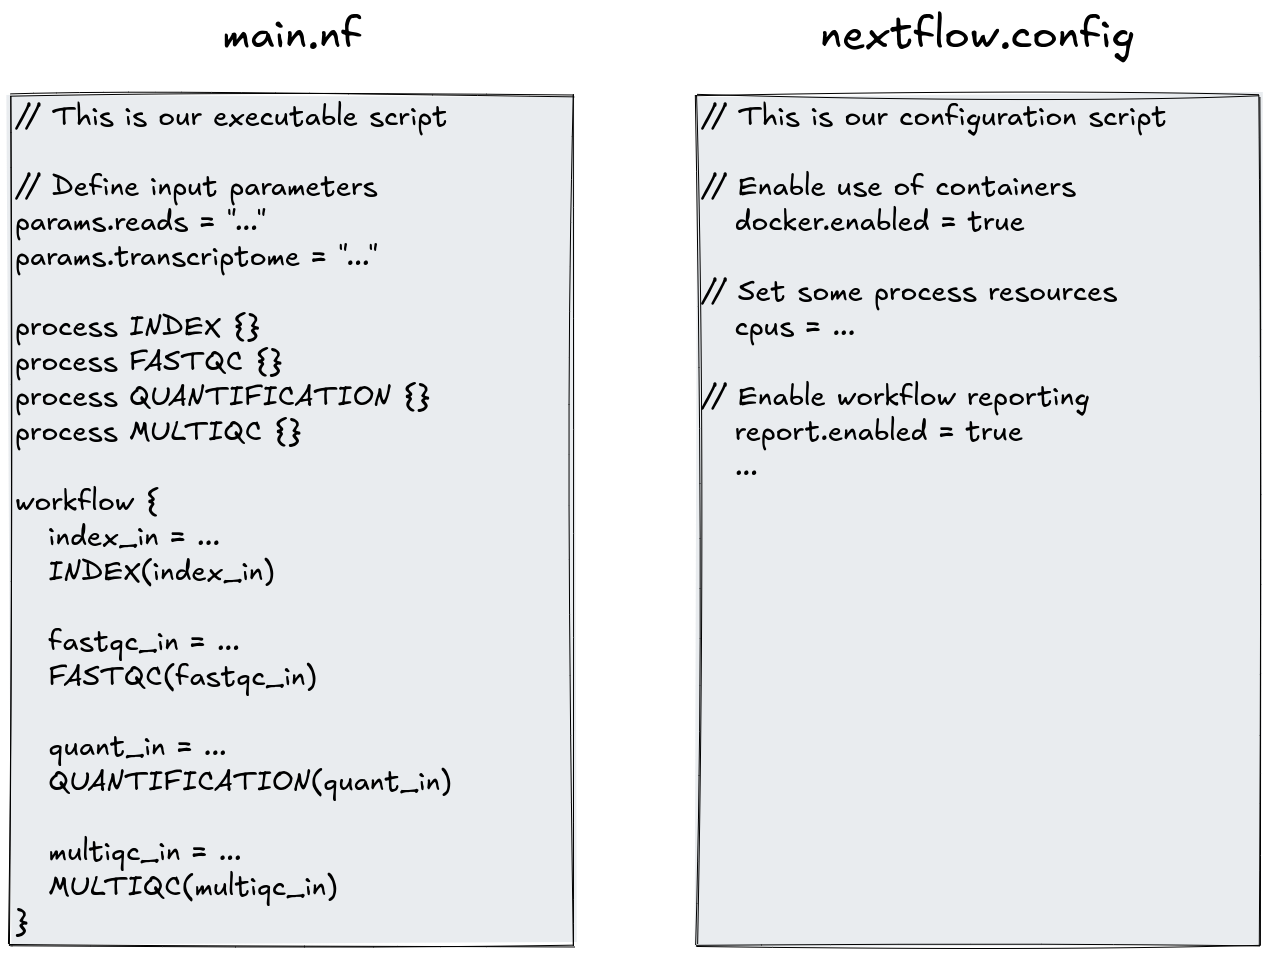 main.nf
// This is our executable script
// Define input parameters
params.reads = "..."
params.transcriptome = "..."
process INDEX {}
process FASTQC {}
process QUANTIFICATION {}
process MULTIQC {}
workflow {
index_in = ...
INDEX(index_in)
fastqc_in = ...
FASTQC(fastqc_in)
quant_in = ...
QUANTIFICATION(quant_in)
multiqc_in = ...
MULTIQC(multiqc_in)
}
nextflow.config
// This is our configuration script
// Enable use of containers
docker.enabled = true
// Set some process resources
cpus = ...
// Enable workflow reporting
report.enabled = true
...